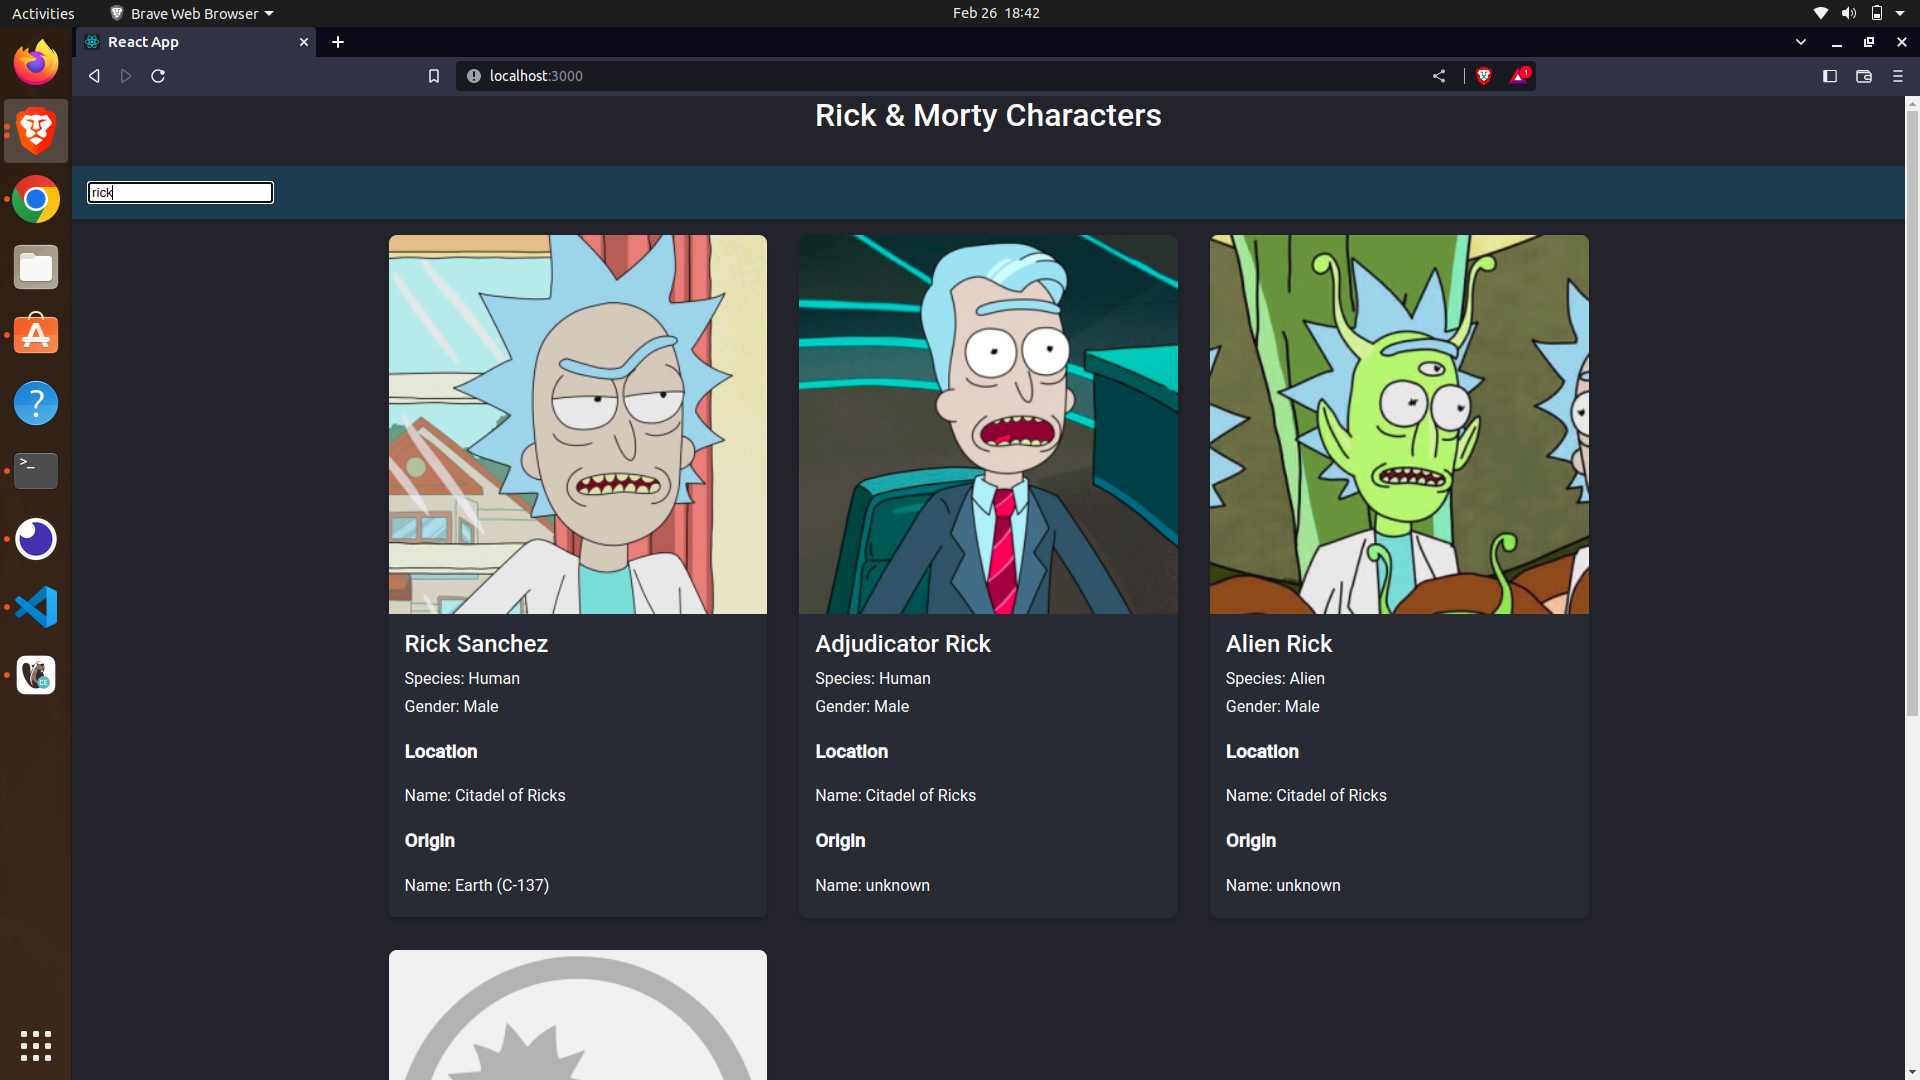 Activities Brave Web Browser Feb 26 18:42
React App
localhost:3000 1
Rick & Morty Characters
rick
Rick Sanchez
Species: Human
Gender: Male
Location
Name: Citadel of Ricks
Origin
Name: Earth (C-137)
Adjudicator Rick
Species: Human
Gender: Male
Location
Name: Citadel of Ricks
Origin
Name: unknown
Alien Rick
Species: Alien
Gender: Male
Location
Name: Citadel of Ricks
Origin
Name: unknown